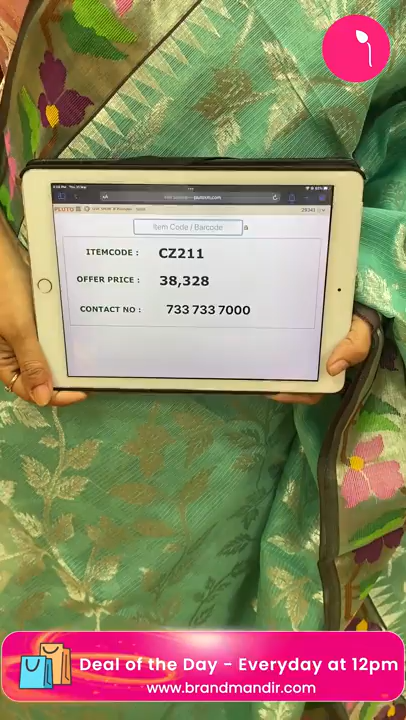 Item Code / Barcode
ITEMCODE : CZ211
OFFER PRICE : 38,328
CONTACT NO : 733 733 7000
Deal of the Day - Everyday at 12pm
www.brandmandir.com